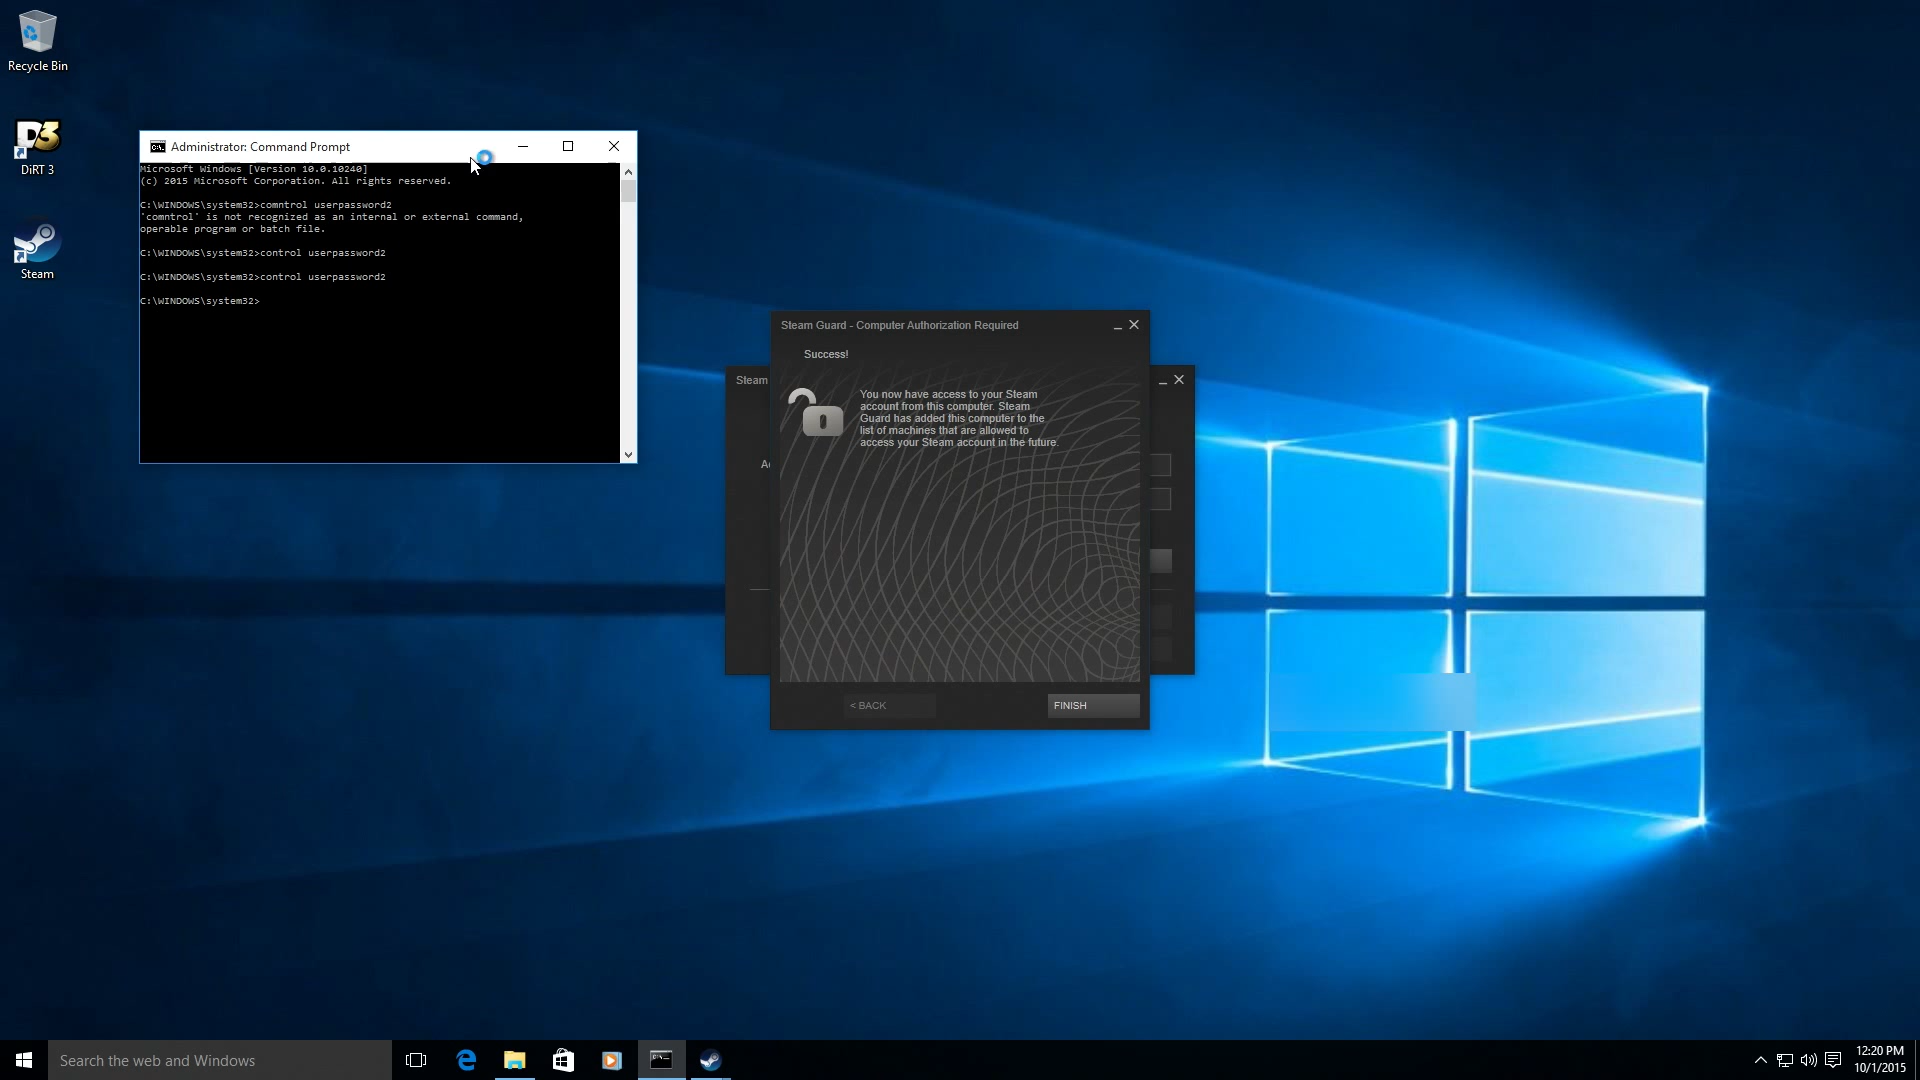 Recycle Bin
DiRT 3
Steam
Administrator: Command Prompt
Microsoft Windows [Version 10.0.10240]
(c) 2015 Microsoft Corporation. All rights reserved.
C:\WINDOWS\system32>comntrol userpassword2
'comntrol' is not recognized as an internal or external command,
operable program or batch file.
C:\WINDOWS\system32>control userpassword2
C:\WINDOWS\system32>control userpassword2
C:\WINDOWS\system32>
Steam Guard - Computer Authorization Required
Success!
Steam
You now have access to your Steam
account from this computer. Steam
Guard has added this computer to the
list of machines that are allowed to
access your Steam account in the future.
< BACK
FINISH
Search the web and Windows
12:20 PM
10/1/2015